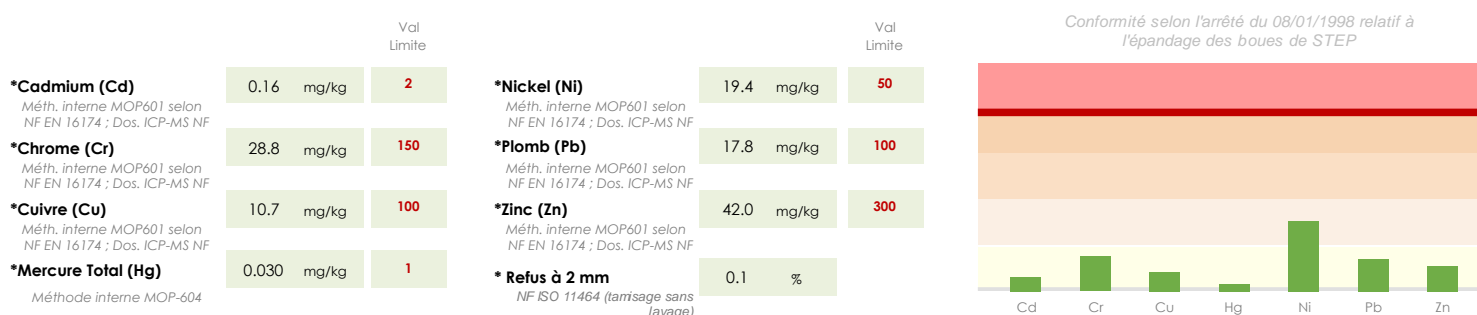 Val
Limite
*Cadmium (Cd) 0.16 mg/kg 2
Méth. interne MOP601 selon
NF EN 16174 ; Dos. ICP-MS NF
*Chrome (Cr) 28.8 mg/kg 150
Méth. interne MOP601 selon
NF EN 16174 ; Dos. ICP-MS NF
*Cuivre (Cu) 10.7 mg/kg 100
Méth. interne MOP601 selon
NF EN 16174 ; Dos. ICP-MS NF
*Mercure Total (Hg) 0.030 mg/kg 1
Méthode interne MOP-604
Val
Limite
*Nickel (Ni) 19.4 mg/kg 50
Méth. interne MOP601 selon
NF EN 16174 ; Dos. ICP-MS NF
*Plomb (Pb) 17.8 mg/kg 100
Méth. interne MOP601 selon
NF EN 16174 ; Dos. ICP-MS NF
*Zinc (Zn) 42.0 mg/kg 300
Méth. interne MOP601 selon
NF EN 16174 ; Dos. ICP-MS NF
* Refus à 2 mm 0.1 %
NF ISO 11464 (tamisage sans
lavage)
Conformité selon l'arrêté du 08/01/1998 relatif à
l'épandage des boues de STEP
Cd Cr Cu Hg Ni Pb Zn